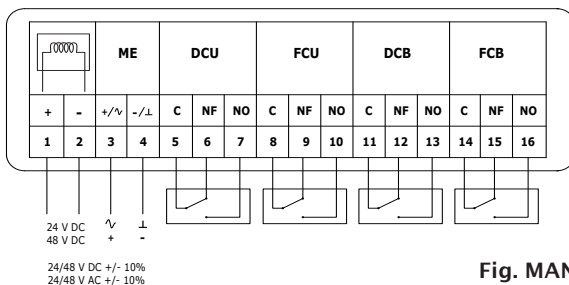 ME DCU FCU DCB FCB
+ - +/∿ -/⊥ C NF NO C NF NO C NF NO C NF NO
1 2 3 4 5 6 7 8 9 10 11 12 13 14 15 16
24 V DC ∿ ⊥
48 V DC + -
24/48 V DC +/- 10%
24/48 V AC +/- 10%
Fig. MAN